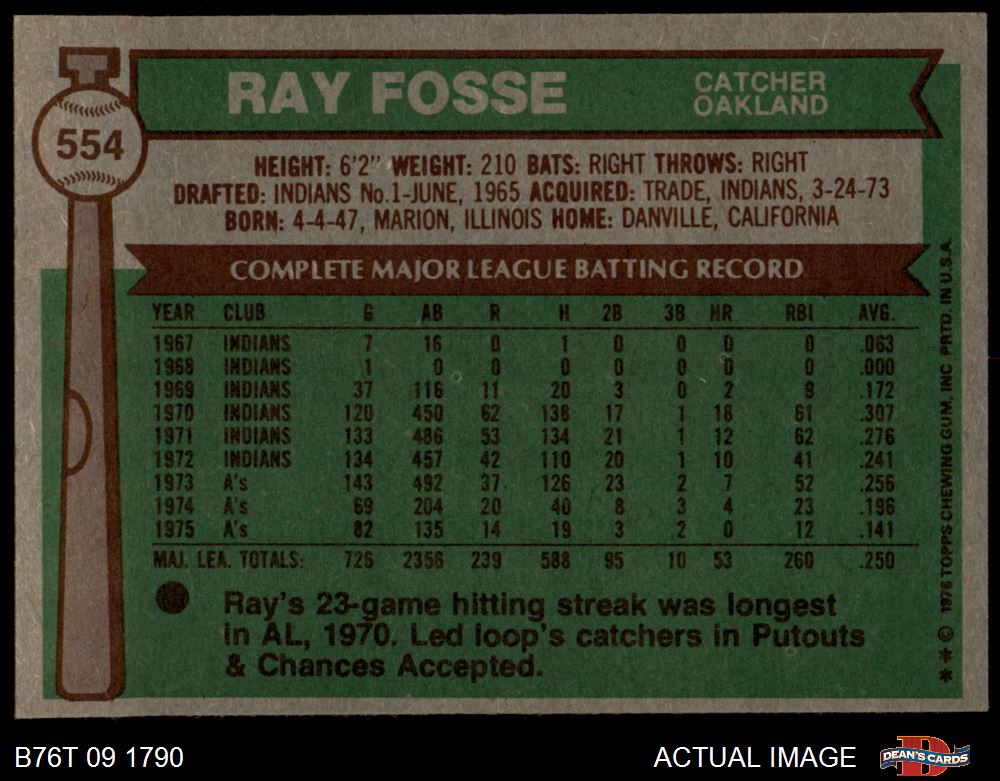 RAY FOSSE
CATCHER
OAKLAND
554
HEIGHT: 6'2" WEIGHT: 210 BATS: RIGHT THROWS: RIGHT
DRAFTED: INDIANS No.1-JUNE, 1965 ACQUIRED: TRADE, INDIANS, 3-24-73
BORN: 4-4-47, MARION, ILLINOIS HOME: DANVILLE, CALIFORNIA
COMPLETE MAJOR LEAGUE BATTING RECORD
YEAR CLUB G AB R H 2B 3B HR RBI AVG.
1967 INDIANS 7 16 0 1 0 0 0 0 .063
1968 INDIANS 1 0 0 0 0 0 0 0 .000
1969 INDIANS 37 116 11 20 3 0 2 9 .172
1970 INDIANS 120 450 62 138 17 1 18 61 .307
1971 INDIANS 133 486 53 134 21 1 12 62 .276
1972 INDIANS 134 457 42 110 20 1 10 41 .241
1973 A's 143 492 37 126 23 2 7 52 .256
1974 A's 69 204 20 40 8 3 4 23 .196
1975 A's 82 135 14 19 3 2 0 12 .141
MAJ. LEA. TOTALS: 726 2356 239 588 95 10 53 260 .250
Ray's 23-game hitting streak was longest
in AL, 1970. Led loop's catchers in Putouts
& Chances Accepted.
** © 1976 TOPPS CHEWING GUM, INC PRTD. IN U.S.A.
B76T 09 1790
ACTUAL IMAGE
DEAN'S CARDS